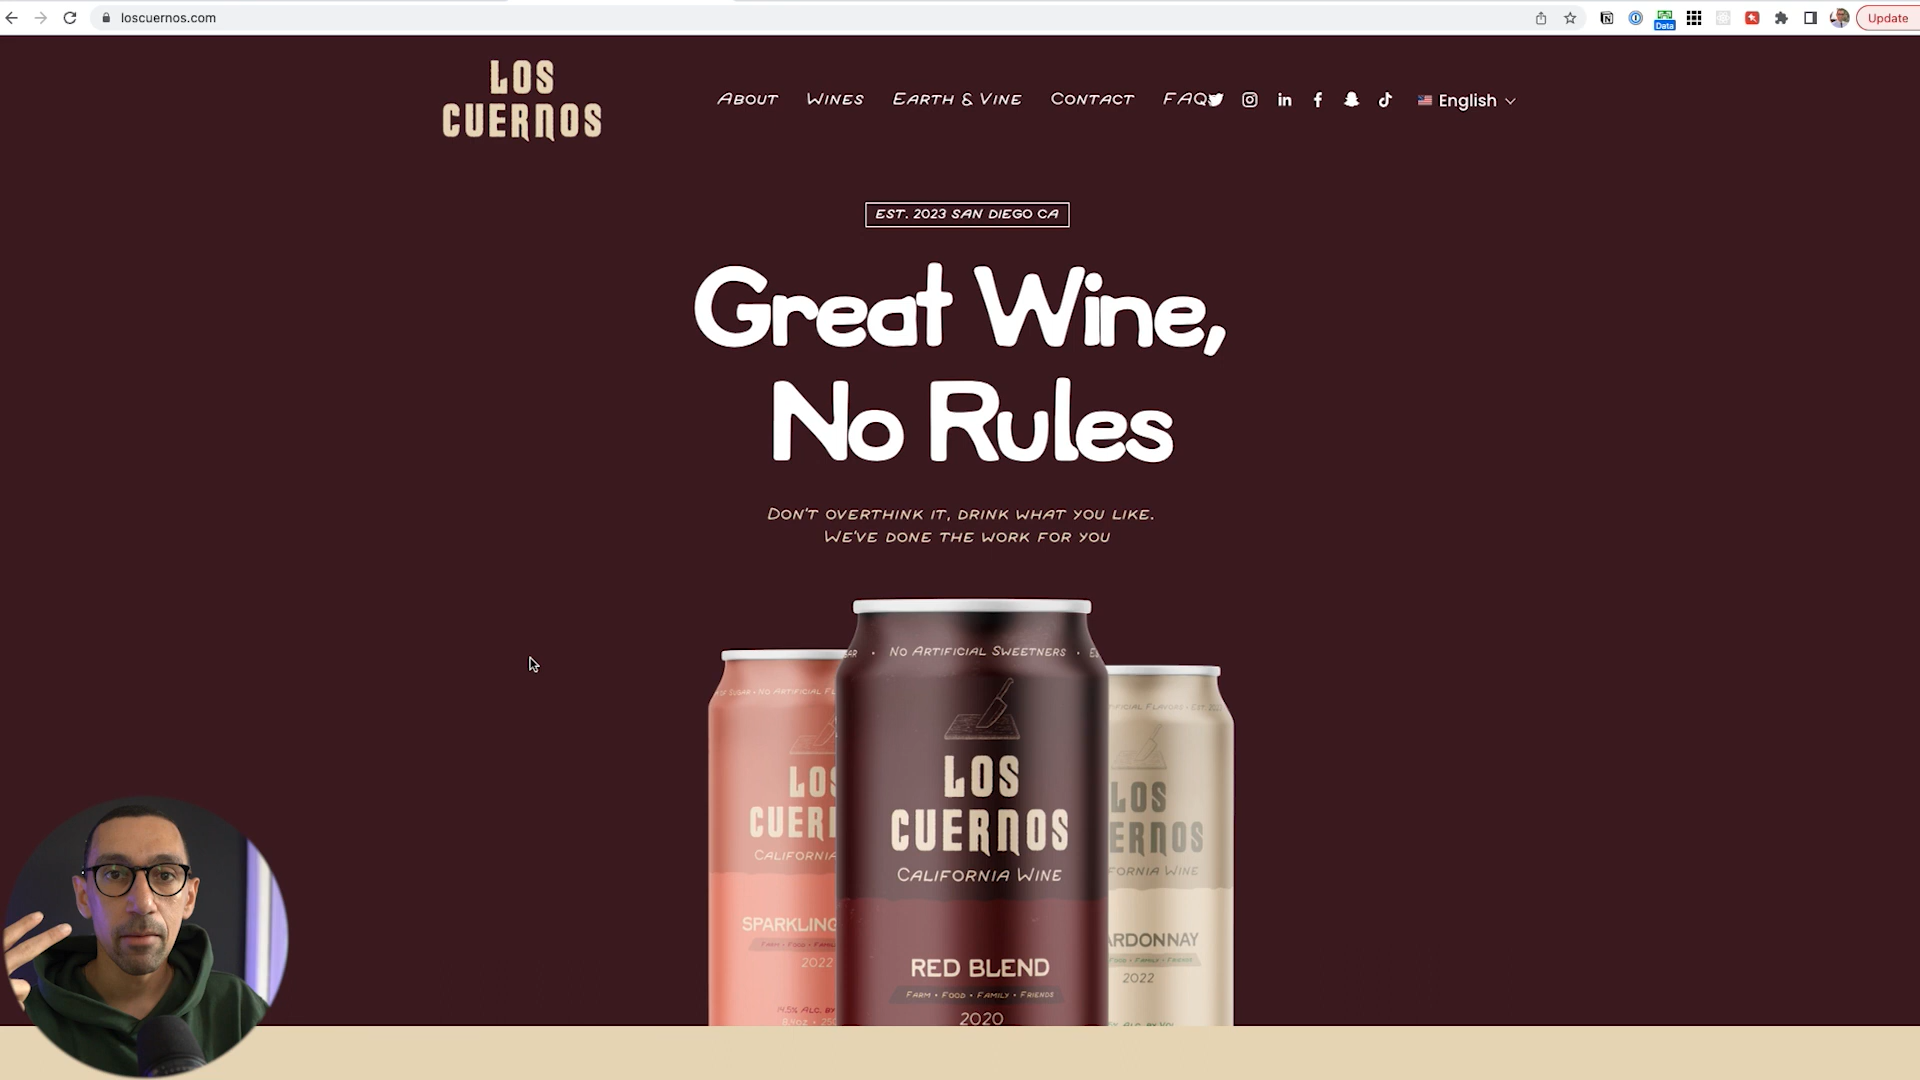 loscuernos.com
Data
Update
LOS
CUERNOS
About
Wines
Earth & Vine
Contact
FAQ
English
EST. 2023 SAN DIEGO CA
Great Wine,
No Rules
Don't overthink it, drink what you like.
We've done the work for you
No Artificial Sweetners
LOS
CUERNOS
California Wine
RED BLEND
Farm • Food • Family • Friends
2020
SPARKLING
2022
2022